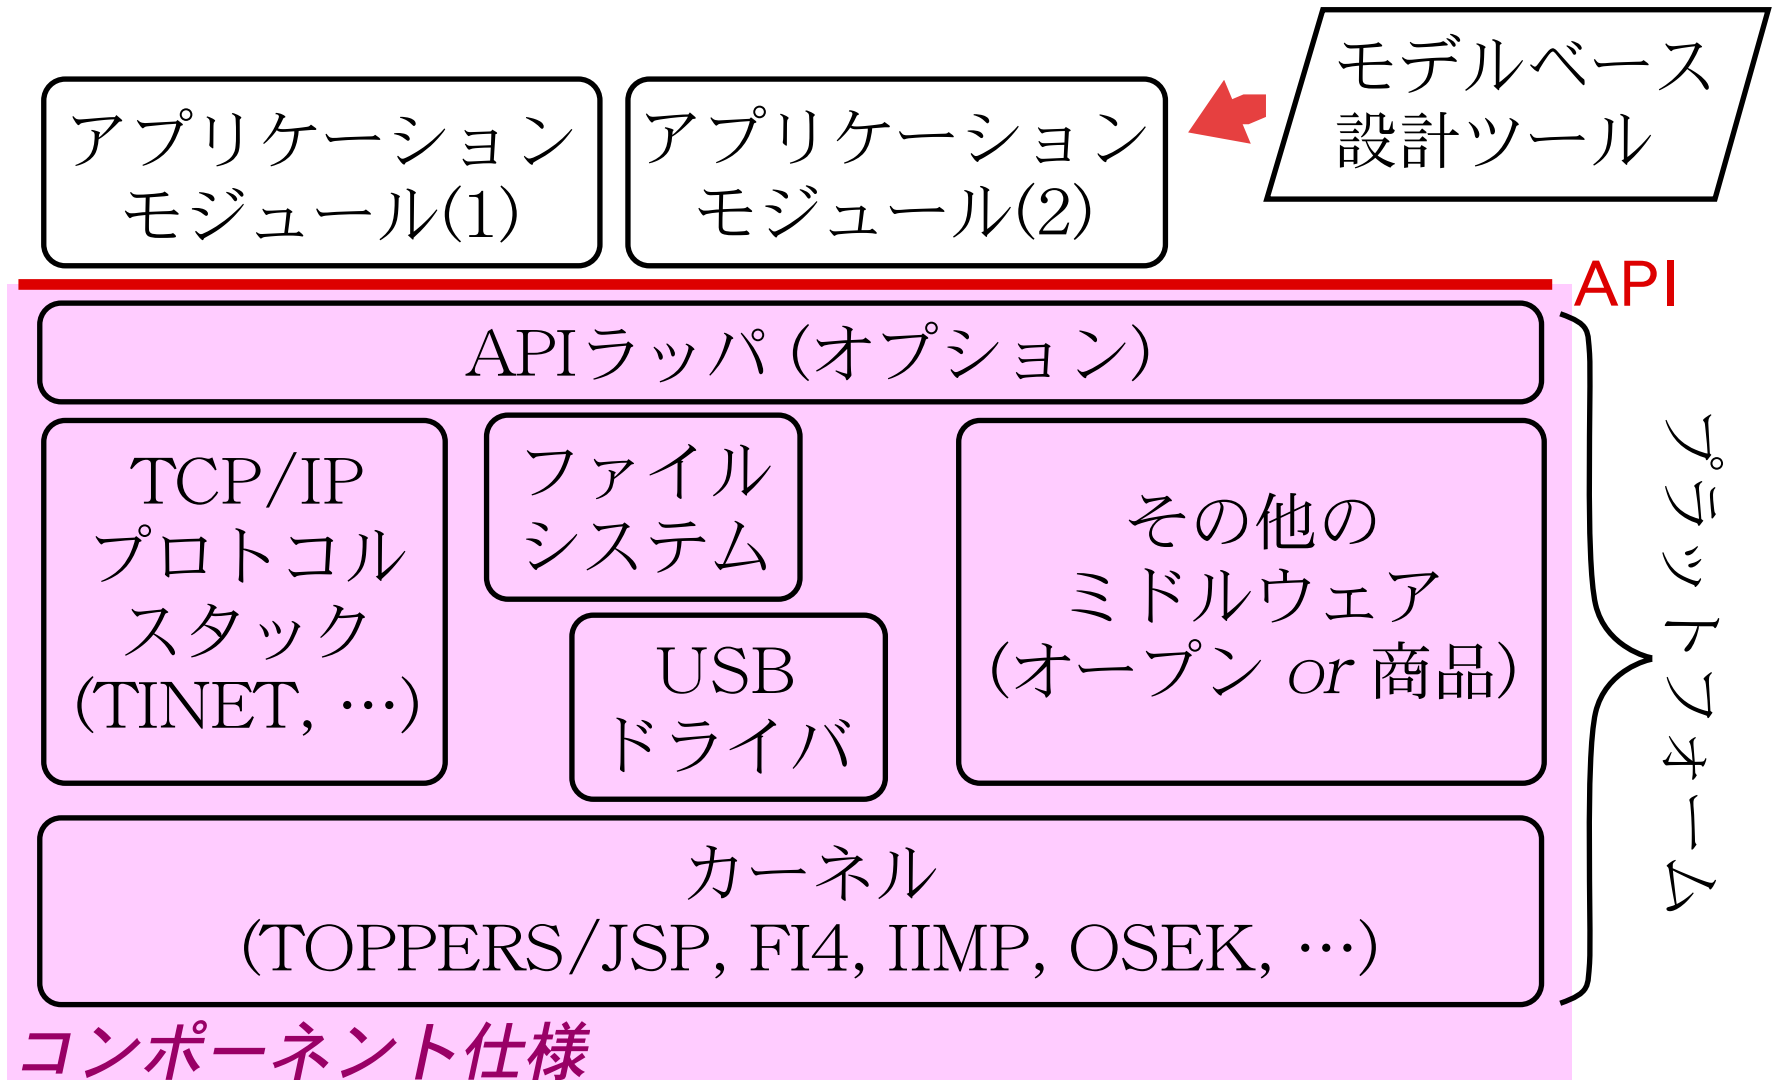 モデルベース
設計ツール
アプリケーション
モジュール(1)
アプリケーション
モジュール(2)
API
APIラッパ (オプション)
TCP/IP
プロトコル
スタック
(TINET, …)
ファイル
システム
USB
ドライバ
その他の
ミドルウェア
(オープン or 商品)
プラットフォーム
カーネル
(TOPPERS/JSP, FI4, IIMP, OSEK, …)
コンポーネント仕様